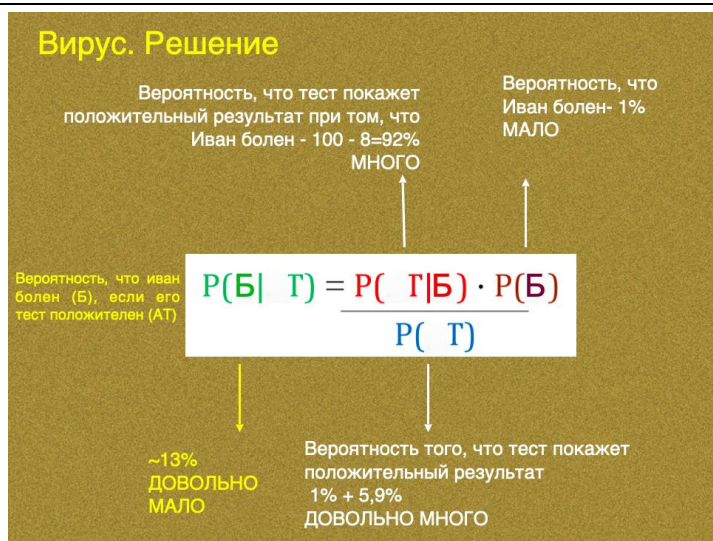 Вирус. Решение
Вероятность, что тест покажет
положительный результат при том, что
Иван болен - 100 - 8=92%
МНОГО
Вероятность, что
Иван болен- 1%
МАЛО
Вероятность, что иван
болен (Б), если его
тест положителен (АТ)
P(Б| T) = P( T|Б) · P(Б)
P( T)
~13%
ДОВОЛЬНО
МАЛО
Вероятность того, что тест покажет
положительный результат
1% + 5,9%
ДОВОЛЬНО МНОГО